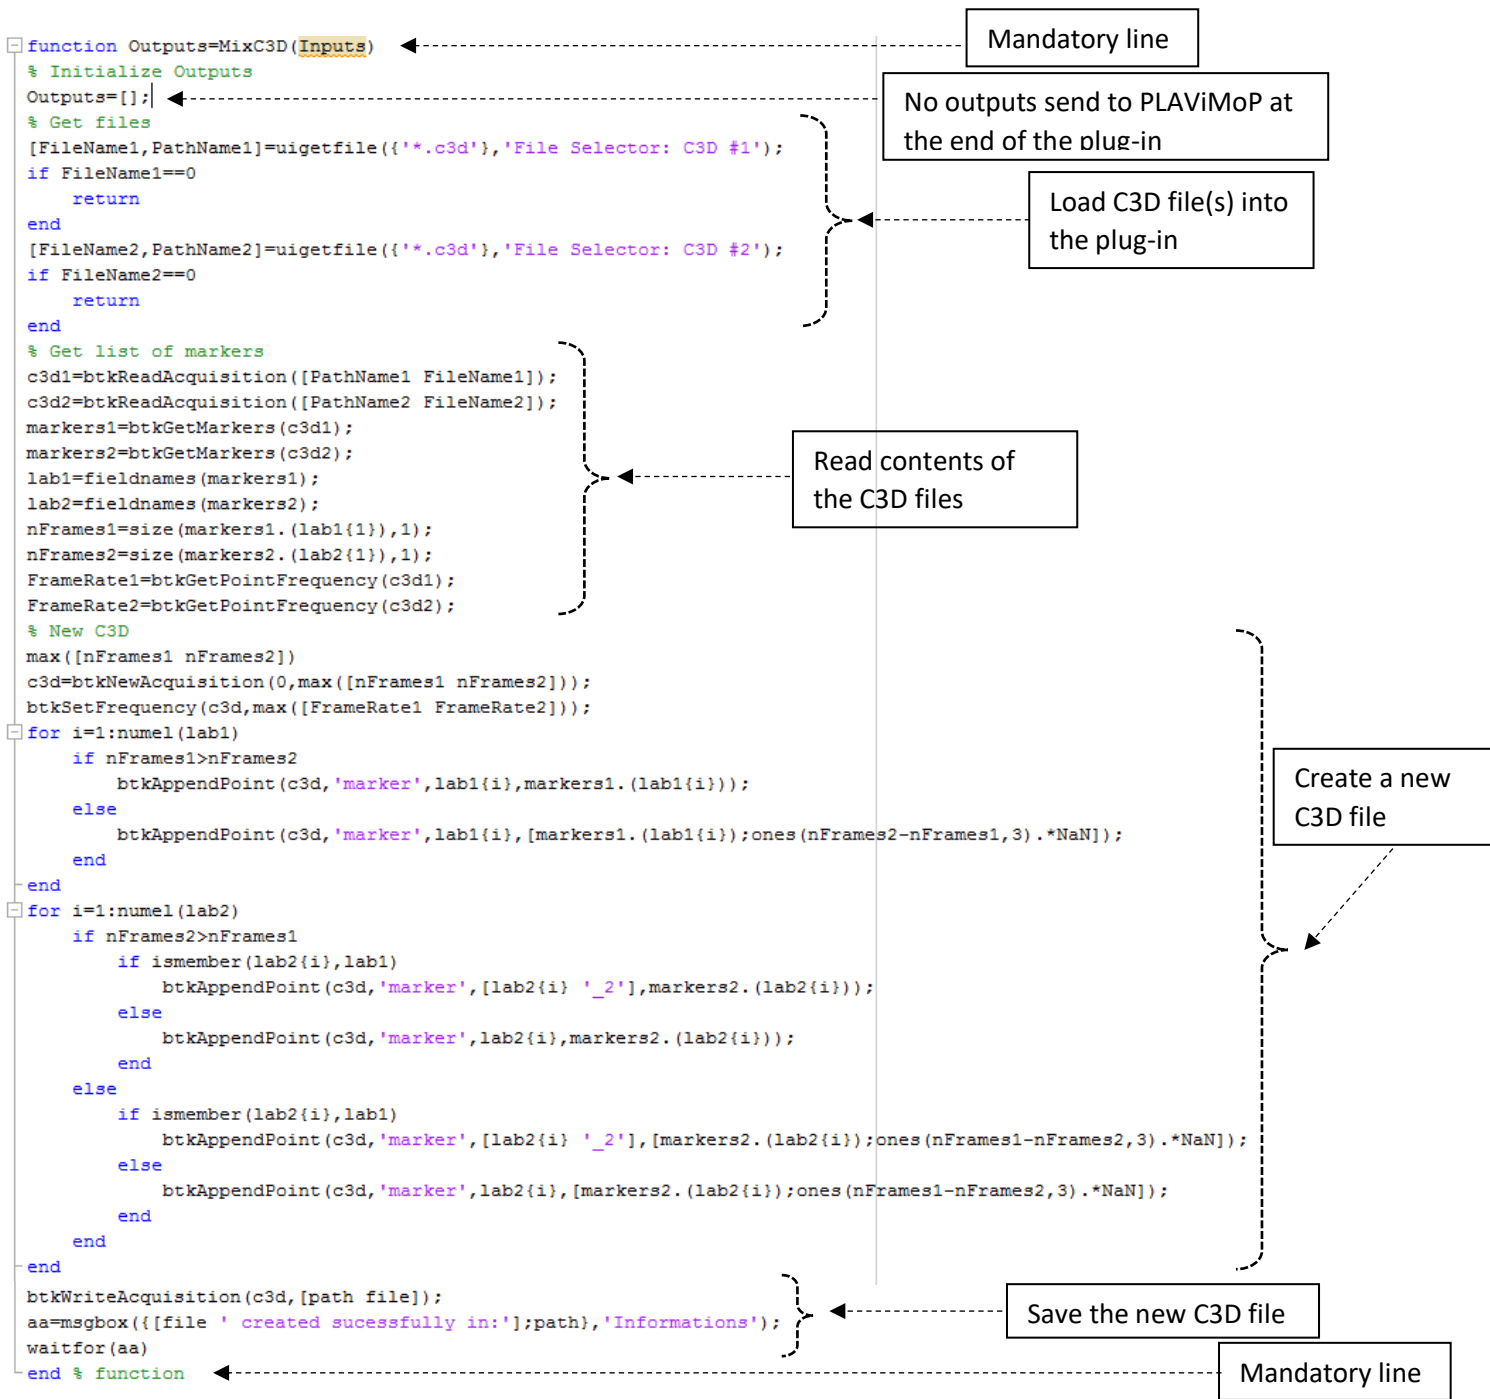 function Outputs=MixC3D(Inputs)
Mandatory line
% Initialize Outputs
Outputs=[];
No outputs send to PLAViMoP at
the end of the plug-in
% Get files
[FileName1,PathName1]=uigetfile({'*.c3d'},'File Selector: C3D #1');
if FileName1==0
return
end
[FileName2,PathName2]=uigetfile({'*.c3d'},'File Selector: C3D #2');
if FileName2==0
return
end
Load C3D file(s) into
the plug-in
% Get list of markers
c3d1=btkReadAcquisition([PathName1 FileName1]);
c3d2=btkReadAcquisition([PathName2 FileName2]);
markers1=btkGetMarkers(c3d1);
markers2=btkGetMarkers(c3d2);
lab1=fieldnames(markers1);
lab2=fieldnames(markers2);
nFrames1=size(markers1.(lab1{1}),1);
nFrames2=size(markers2.(lab2{1}),1);
FrameRate1=btkGetPointFrequency(c3d1);
FrameRate2=btkGetPointFrequency(c3d2);
Read contents of
the C3D files
% New C3D
max([nFrames1 nFrames2])
c3d=btkNewAcquisition(0,max([nFrames1 nFrames2]));
btkSetFrequency(c3d,max([FrameRate1 FrameRate2]));
for i=1:numel(lab1)
if nFrames1>nFrames2
btkAppendPoint(c3d,'marker',lab1{i},markers1.(lab1{i}));
else
btkAppendPoint(c3d,'marker',lab1{i},[markers1.(lab1{i});ones(nFrames2-nFrames1,3).*NaN]);
end
end
for i=1:numel(lab2)
if nFrames2>nFrames1
if ismember(lab2{i},lab1)
btkAppendPoint(c3d,'marker',[lab2{i} '_2'],markers2.(lab2{i}));
else
btkAppendPoint(c3d,'marker',lab2{i},markers2.(lab2{i}));
end
else
if ismember(lab2{i},lab1)
btkAppendPoint(c3d,'marker',[lab2{i} '_2'],[markers2.(lab2{i});ones(nFrames1-nFrames2,3).*NaN]);
else
btkAppendPoint(c3d,'marker',lab2{i},[markers2.(lab2{i});ones(nFrames1-nFrames2,3).*NaN]);
end
end
end
Create a new
C3D file
btkWriteAcquisition(c3d,[path file]);
aa=msgbox({[file ' created sucessfully in:'];path},'Informations');
waitfor(aa)
Save the new C3D file
end % function
Mandatory line